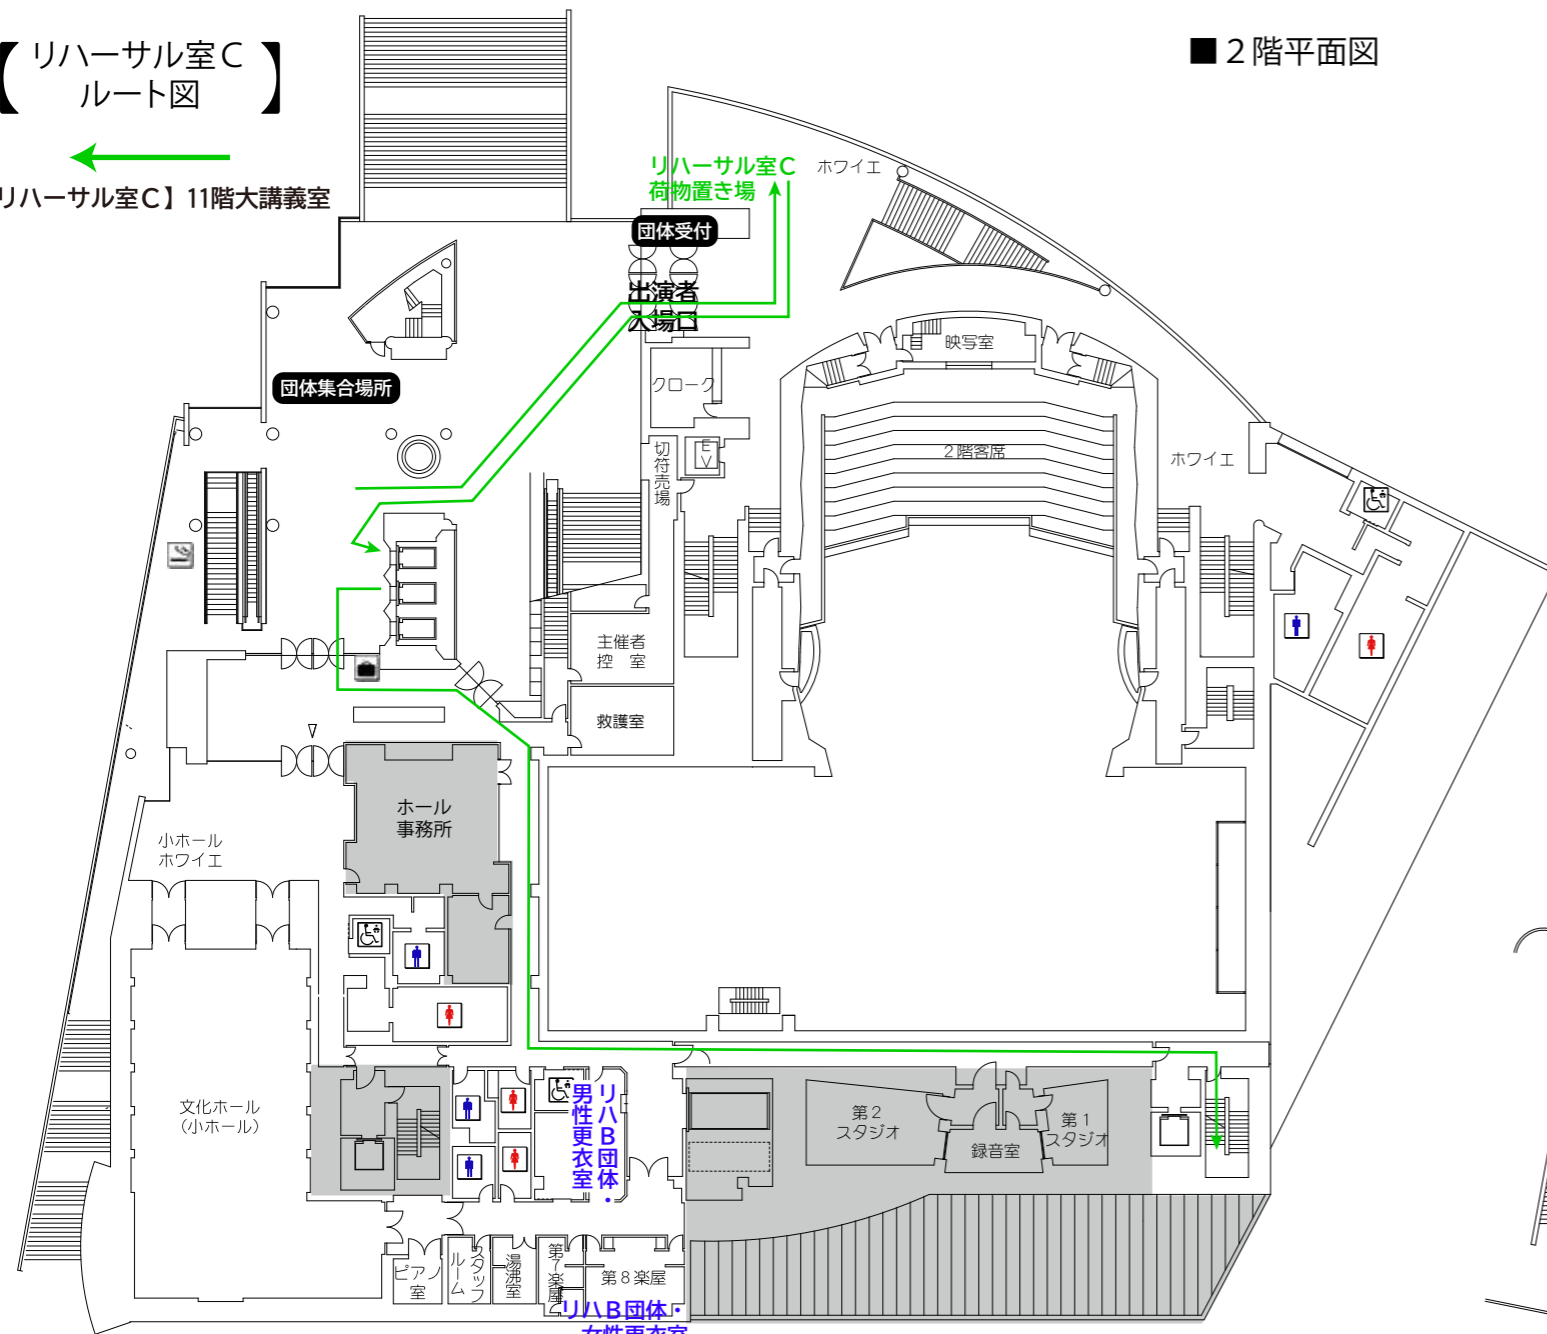 【リハーサル室Ｃ
ルート図】
■２階平面図
リハーサル室Ｃ】11階大講義室
リハーサル室Ｃ
荷物置き場
ホワイエ
団体受付
出演者
入場口
映写室
団体集合場所
クローク
切符売場
EV
２階客席
ホワイエ
主催者
控　室
救護室
ホール
事務所
小ホール
ホワイエ
文化ホール
（小ホール）
リハＢ団体・
男性更衣室
第２
スタジオ
録音室
第１
スタジオ
ピアノ
室
スタッフ
ルーム
湯沸室
第７楽屋
第８楽屋
リハＢ団体・
女性更衣室